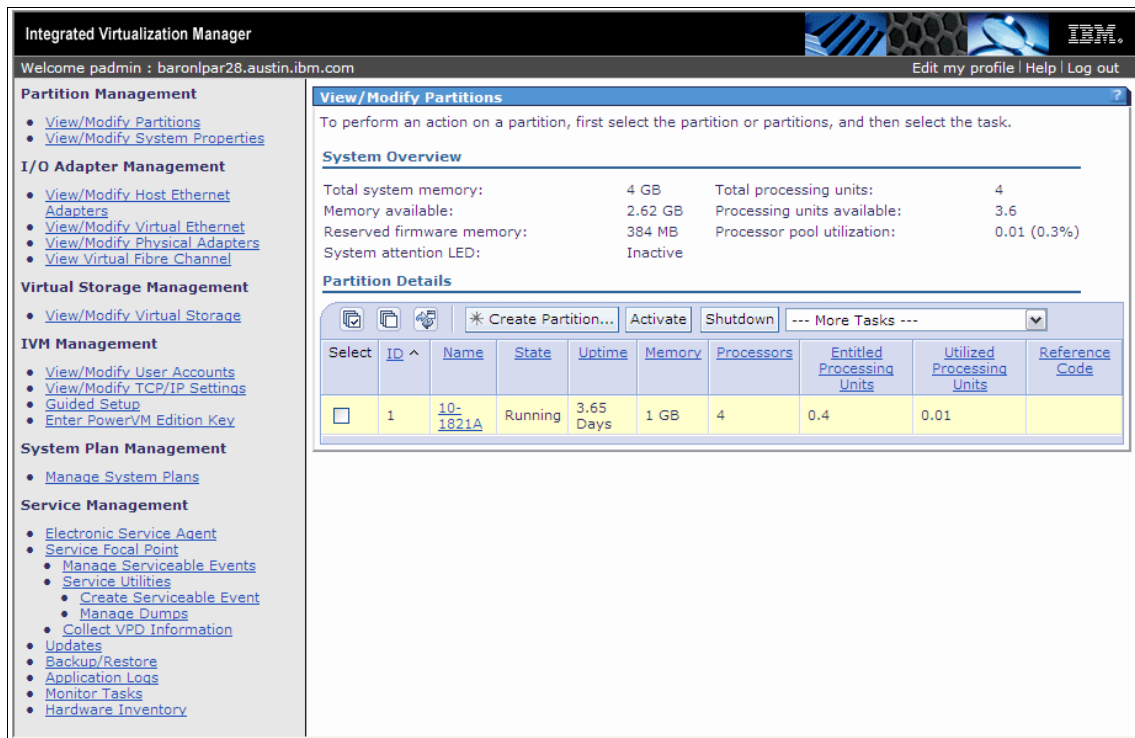 Integrated Virtualization Manager
IBM.
Welcome padmin : baronlpar28.austin.ibm.com
Edit my profile | Help | Log out
Partition Management
View/Modify Partitions
View/Modify System Properties
I/O Adapter Management
View/Modify Host Ethernet
Adapters
View/Modify Virtual Ethernet
View/Modify Physical Adapters
View Virtual Fibre Channel
Virtual Storage Management
View/Modify Virtual Storage
IVM Management
View/Modify User Accounts
View/Modify TCP/IP Settings
Guided Setup
Enter PowerVM Edition Key
System Plan Management
Manage System Plans
Service Management
Electronic Service Agent
Service Focal Point
Manage Serviceable Events
Service Utilities
Create Serviceable Event
Manage Dumps
Collect VPD Information
Updates
Backup/Restore
Application Logs
Monitor Tasks
Hardware Inventory
View/Modify Partitions ?
To perform an action on a partition, first select the partition or partitions, and then select the task.
System Overview
Total system memory: 4 GB Total processing units: 4
Memory available: 2.62 GB Processing units available: 3.6
Reserved firmware memory: 384 MB Processor pool utilization: 0.01 (0.3%)
System attention LED: Inactive
Partition Details
Create Partition... Activate Shutdown --- More Tasks ---
Select ID ^ Name State Uptime Memory Processors Entitled Processing Units Utilized Processing Units Reference Code
1 10-1821A Running 3.65 Days 1 GB 4 0.4 0.01